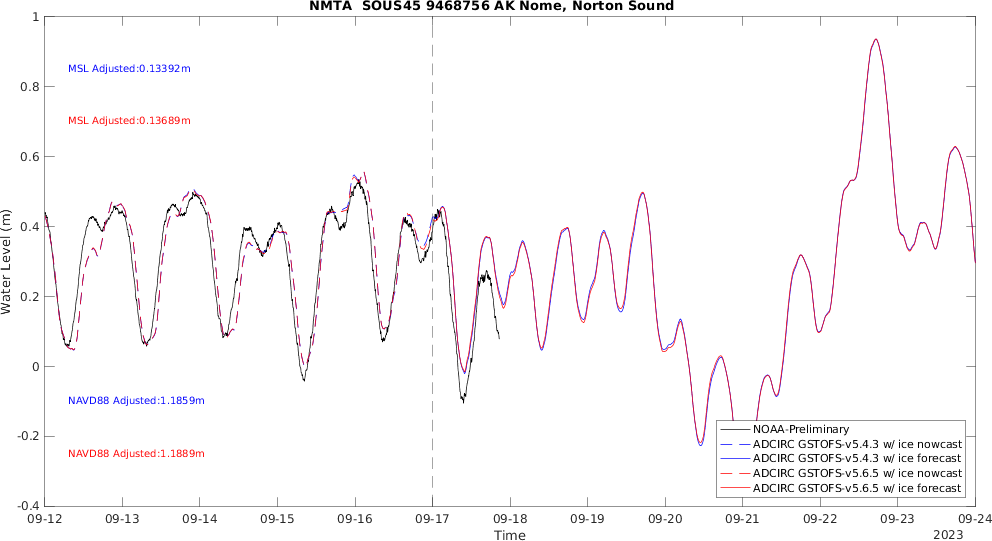 NMTA  SOUS45 9468756 AK Nome, Norton Sound
1
0.8
0.6
0.4
0.2
0
-0.2
-0.4
Water Level (m)
MSL Adjusted:0.13392m
MSL Adjusted:0.13689m
NAVD88 Adjusted:1.1859m
NAVD88 Adjusted:1.1889m
NOAA-Preliminary
ADCIRC GSTOFS-v5.4.3 w/ ice nowcast
ADCIRC GSTOFS-v5.4.3 w/ ice forecast
ADCIRC GSTOFS-v5.6.5 w/ ice nowcast
ADCIRC GSTOFS-v5.6.5 w/ ice forecast
09-12 09-13 09-14 09-15 09-16 09-17 09-18 09-19 09-20 09-21 09-22 09-23 09-24
Time
2023